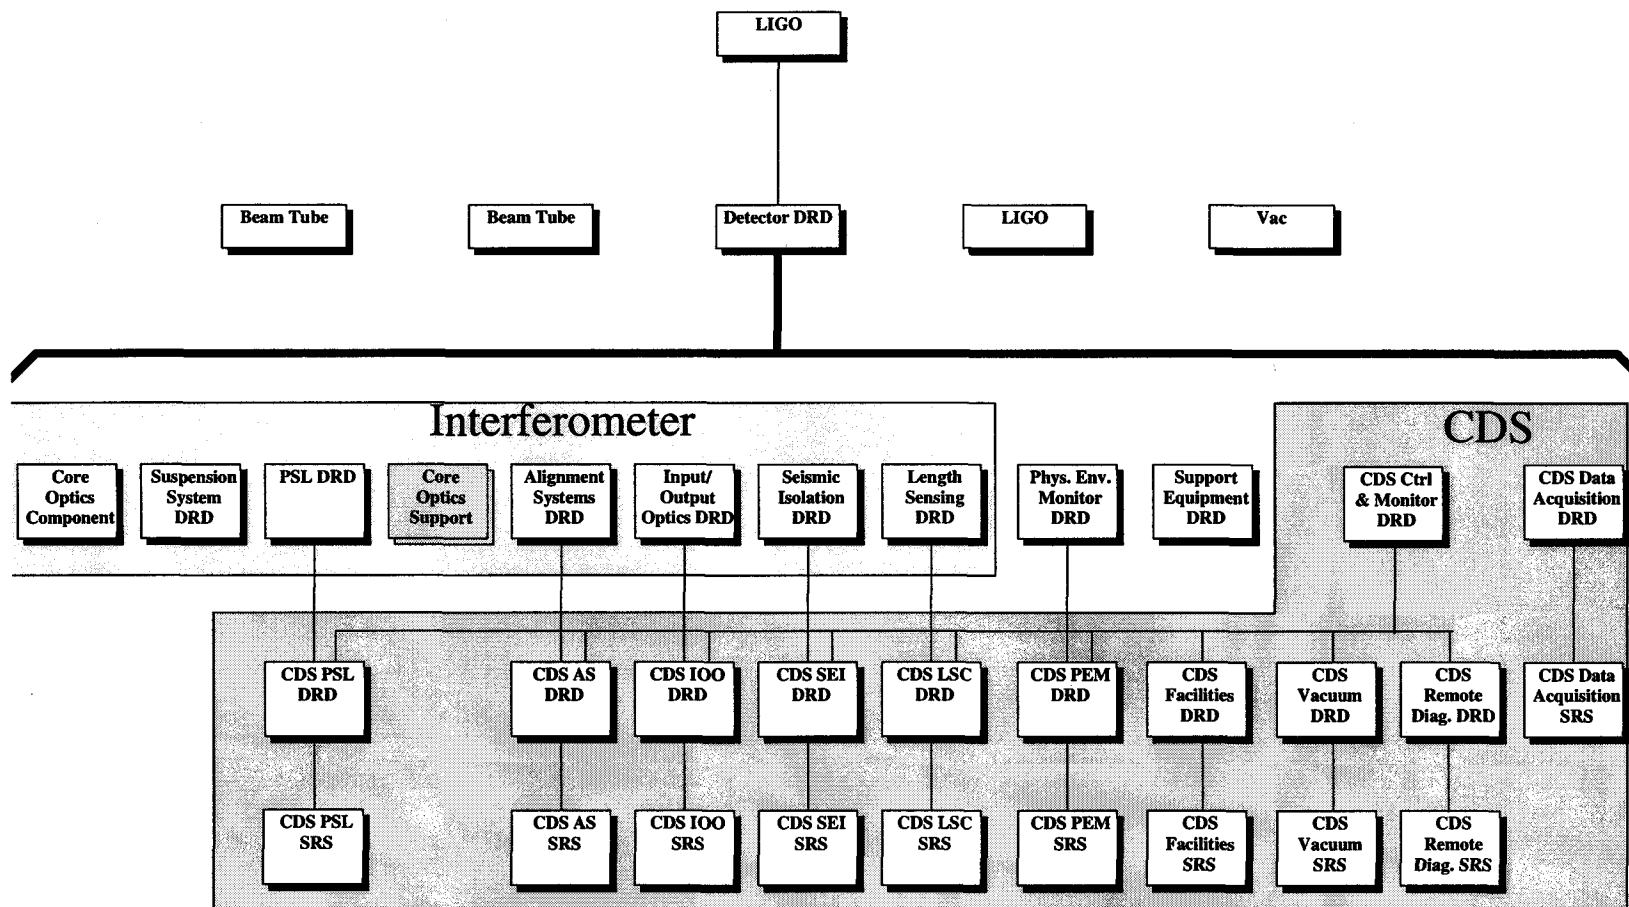 LIGO
Beam Tube
Beam Tube
Detector DRD
LIGO
Vac
Interferometer
CDS
Core
Optics
Component
Suspension
System
DRD
PSL DRD
Core
Optics
Support
Alignment
Systems
DRD
Input/
Output
Optics DRD
Seismic
Isolation
DRD
Length
Sensing
DRD
Phys. Env.
Monitor
DRD
Support
Equipment
DRD
CDS Ctrl
& Monitor
DRD
CDS Data
Acquisition
DRD
CDS PSL
DRD
CDS AS
DRD
CDS IOO
DRD
CDS SEI
DRD
CDS LSC
DRD
CDS PEM
DRD
CDS
Facilities
DRD
CDS
Vacuum
DRD
CDS
Remote
Diag. DRD
CDS Data
Acquisition
SRS
CDS PSL
SRS
CDS AS
SRS
CDS IOO
SRS
CDS SEI
SRS
CDS LSC
SRS
CDS PEM
SRS
CDS
Facilities
SRS
CDS
Vacuum
SRS
CDS
Remote
Diag. SRS